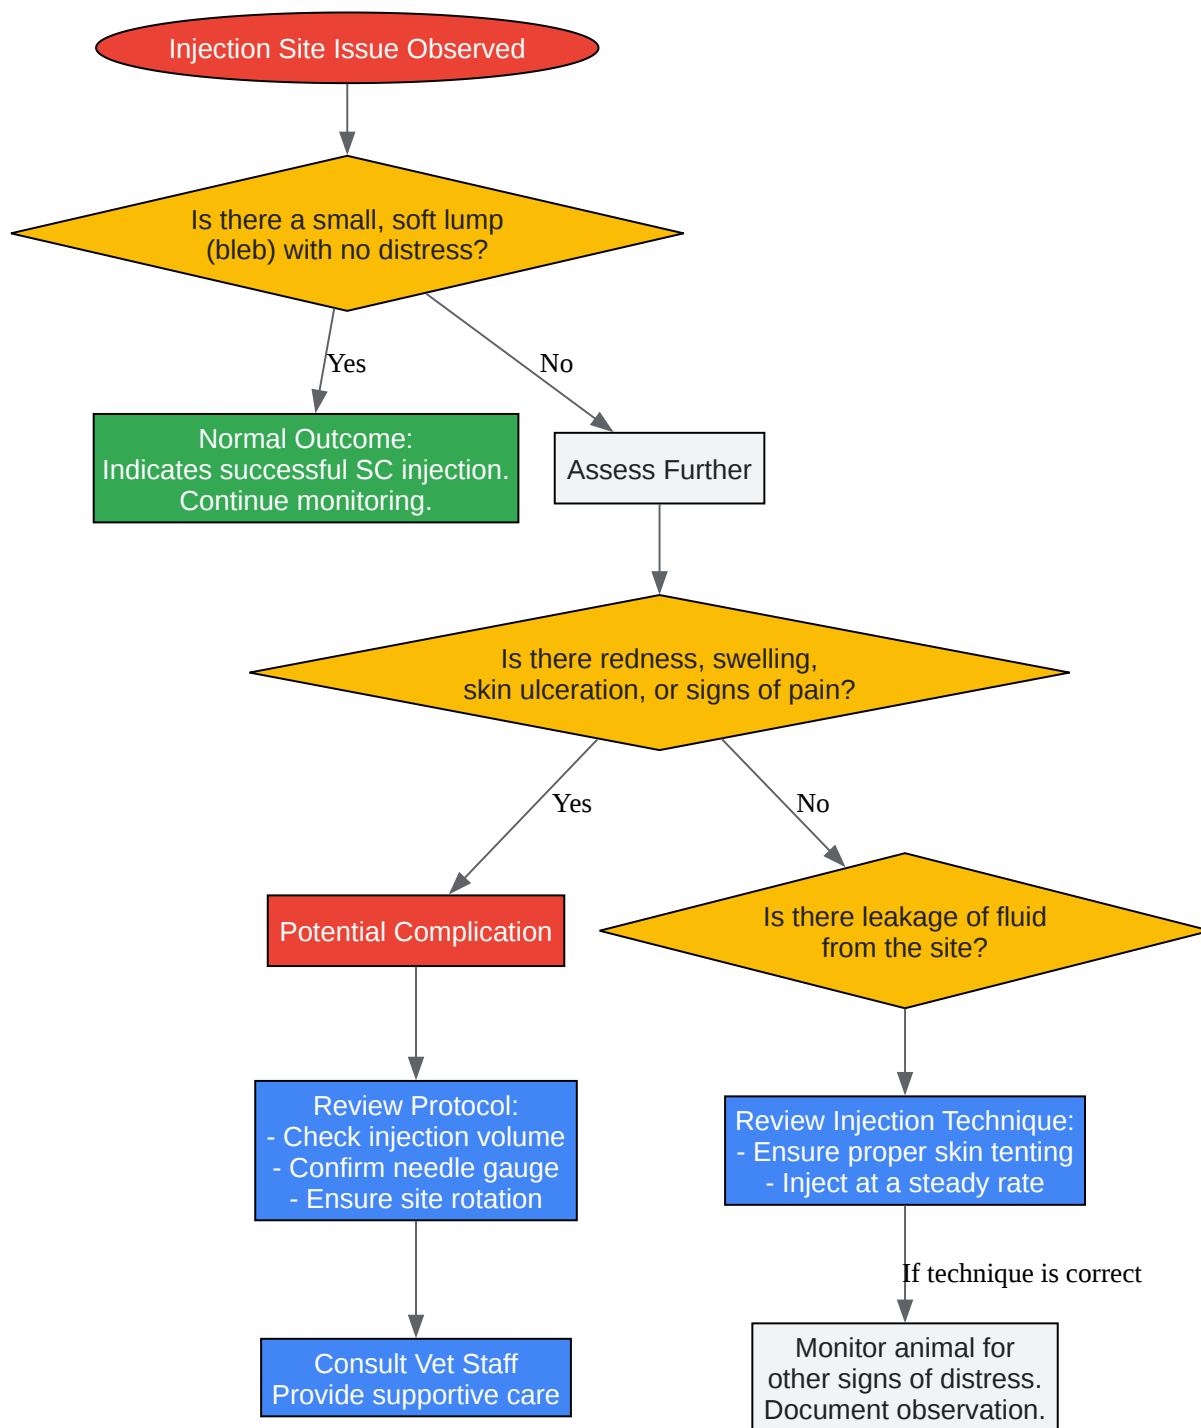 Injection Site Issue Observed
Is there a small, soft lump
(bleb) with no distress?
Yes
No
Normal Outcome:
Indicates successful SC injection.
Continue monitoring.
Assess Further
Is there redness, swelling,
skin ulceration, or signs of pain?
Yes
No
Potential Complication
Is there leakage of fluid
from the site?
Review Protocol:
- Check injection volume
- Confirm needle gauge
- Ensure site rotation
Review Injection Technique:
- Ensure proper skin tenting
- Inject at a steady rate
If technique is correct
Consult Vet Staff
Provide supportive care
Monitor animal for
other signs of distress.
Document observation.